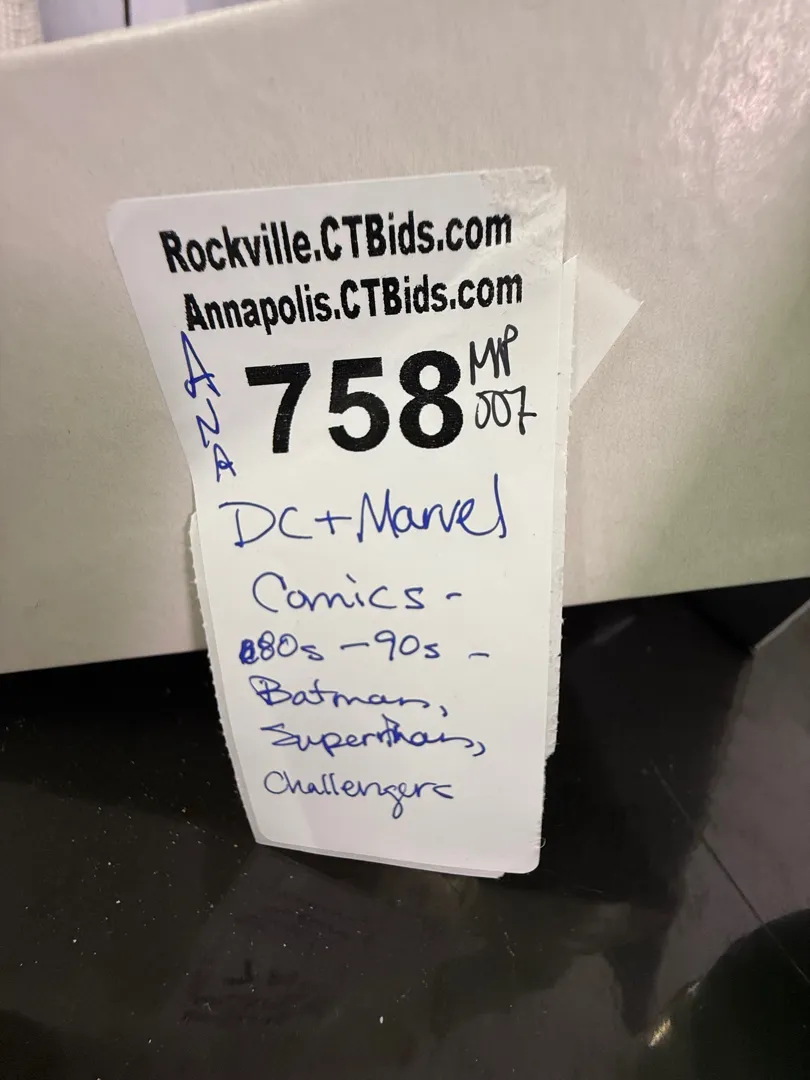 Rockville.CTBids.com
Annapolis.CTBids.com
ANA
758
MP
007
DC + Marvel
Comics -
80s - 90s -
Batman,
Superman,
Challengers